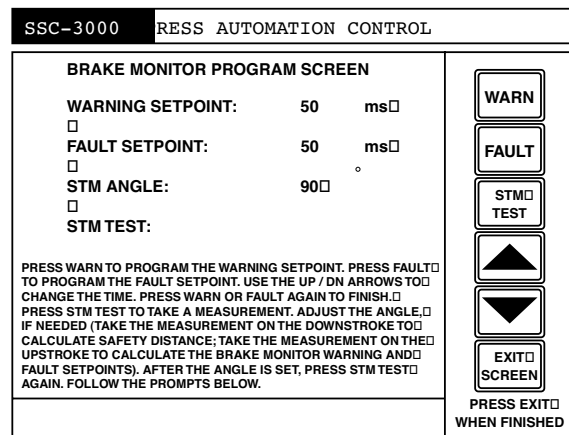 SSC-3000 RESS AUTOMATION CONTROL
BRAKE MONITOR PROGRAM SCREEN
WARNING SETPOINT: 50 ms□
□
FAULT SETPOINT: 50 ms□
□ °
STM ANGLE: 90□
□
STM TEST:
PRESS WARN TO PROGRAM THE WARNING SETPOINT. PRESS FAULT□
TO PROGRAM THE FAULT SETPOINT. USE THE UP / DN ARROWS TO□
CHANGE THE TIME. PRESS WARN OR FAULT AGAIN TO FINISH.□
PRESS STM TEST TO TAKE A MEASUREMENT. ADJUST THE ANGLE,□
IF NEEDED (TAKE THE MEASUREMENT ON THE DOWNSTROKE TO□
CALCULATE SAFETY DISTANCE; TAKE THE MEASUREMENT ON THE□
UPSTROKE TO CALCULATE THE BRAKE MONITOR WARNING AND□
FAULT SETPOINTS). AFTER THE ANGLE IS SET, PRESS STM TEST□
AGAIN. FOLLOW THE PROMPTS BELOW.
WARN
FAULT
STM□
TEST
EXIT□
SCREEN
PRESS EXIT□
WHEN FINISHED